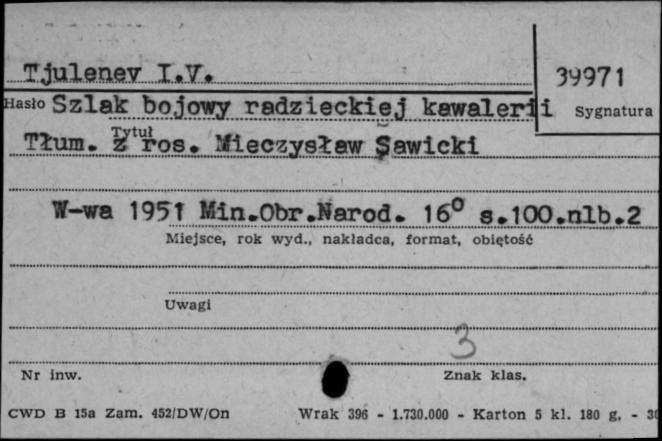 Tjulenev I.V.
39971
Hasło Szlak bojowy radzieckiej kawalerii
Sygnatura
Tytuł
Tłum. z ros. Mieczysław Sawicki
W-wa 1951 Min.Obr.Narod. 16° s.100.nlb.2
Miejsce, rok wyd., nakładca, format, obiętość
Uwagi
3
Nr inw. Znak klas.
CWD B 15a Zam. 452/DW/On Wrak 396 - 1.730.000 - Karton 5 kl. 180 g, -